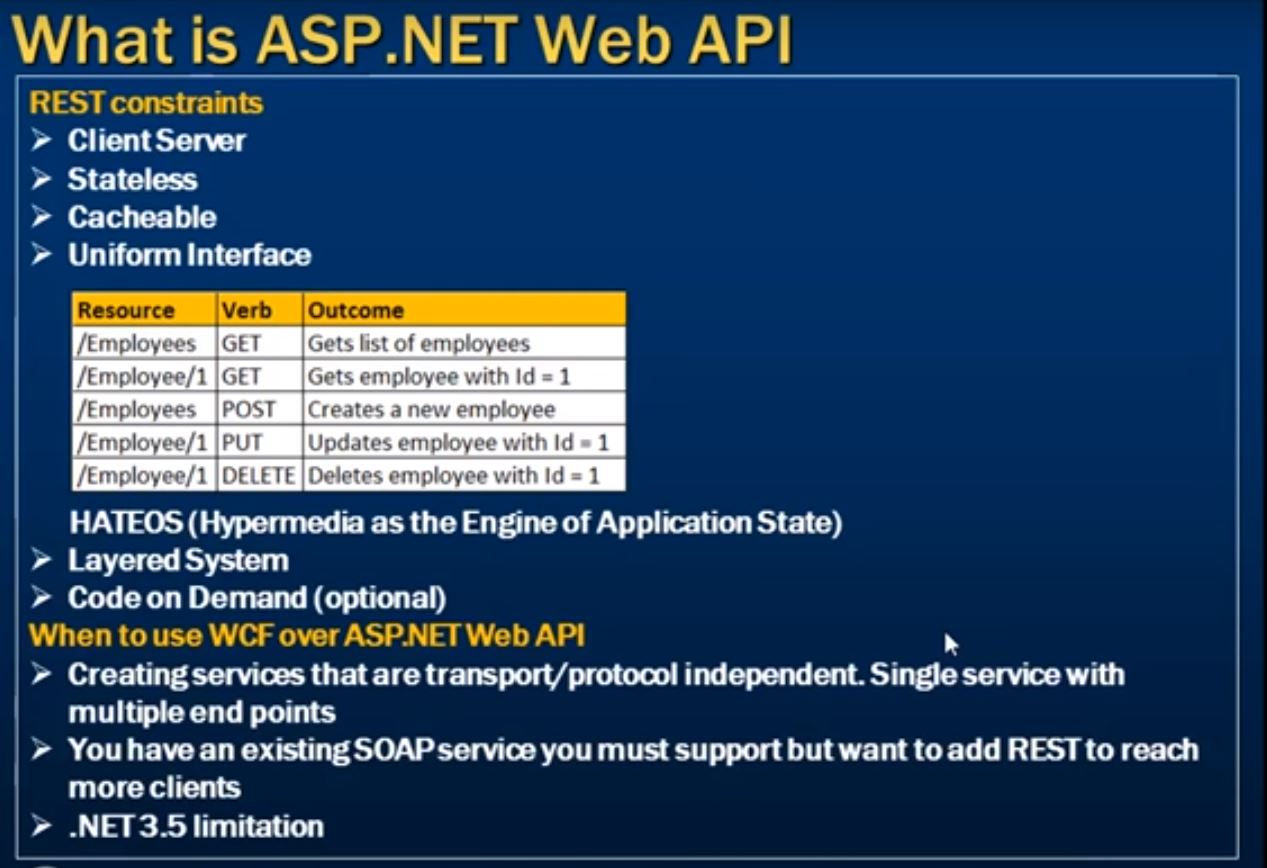 What is ASP.NET Web API
REST constraints
➢ Client Server
➢ Stateless
➢ Cacheable
➢ Uniform Interface
Resource Verb Outcome
/Employees GET Gets list of employees
/Employee/1 GET Gets employee with Id = 1
/Employees POST Creates a new employee
/Employee/1 PUT Updates employee with Id = 1
/Employee/1 DELETE Deletes employee with Id = 1
HATEOS (Hypermedia as the Engine of Application State)
➢ Layered System
➢ Code on Demand (optional)
When to use WCF over ASP.NET Web API
➢ Creating services that are transport/protocol independent. Single service with
multiple end points
➢ You have an existing SOAP service you must support but want to add REST to reach
more clients
➢ .NET 3.5 limitation